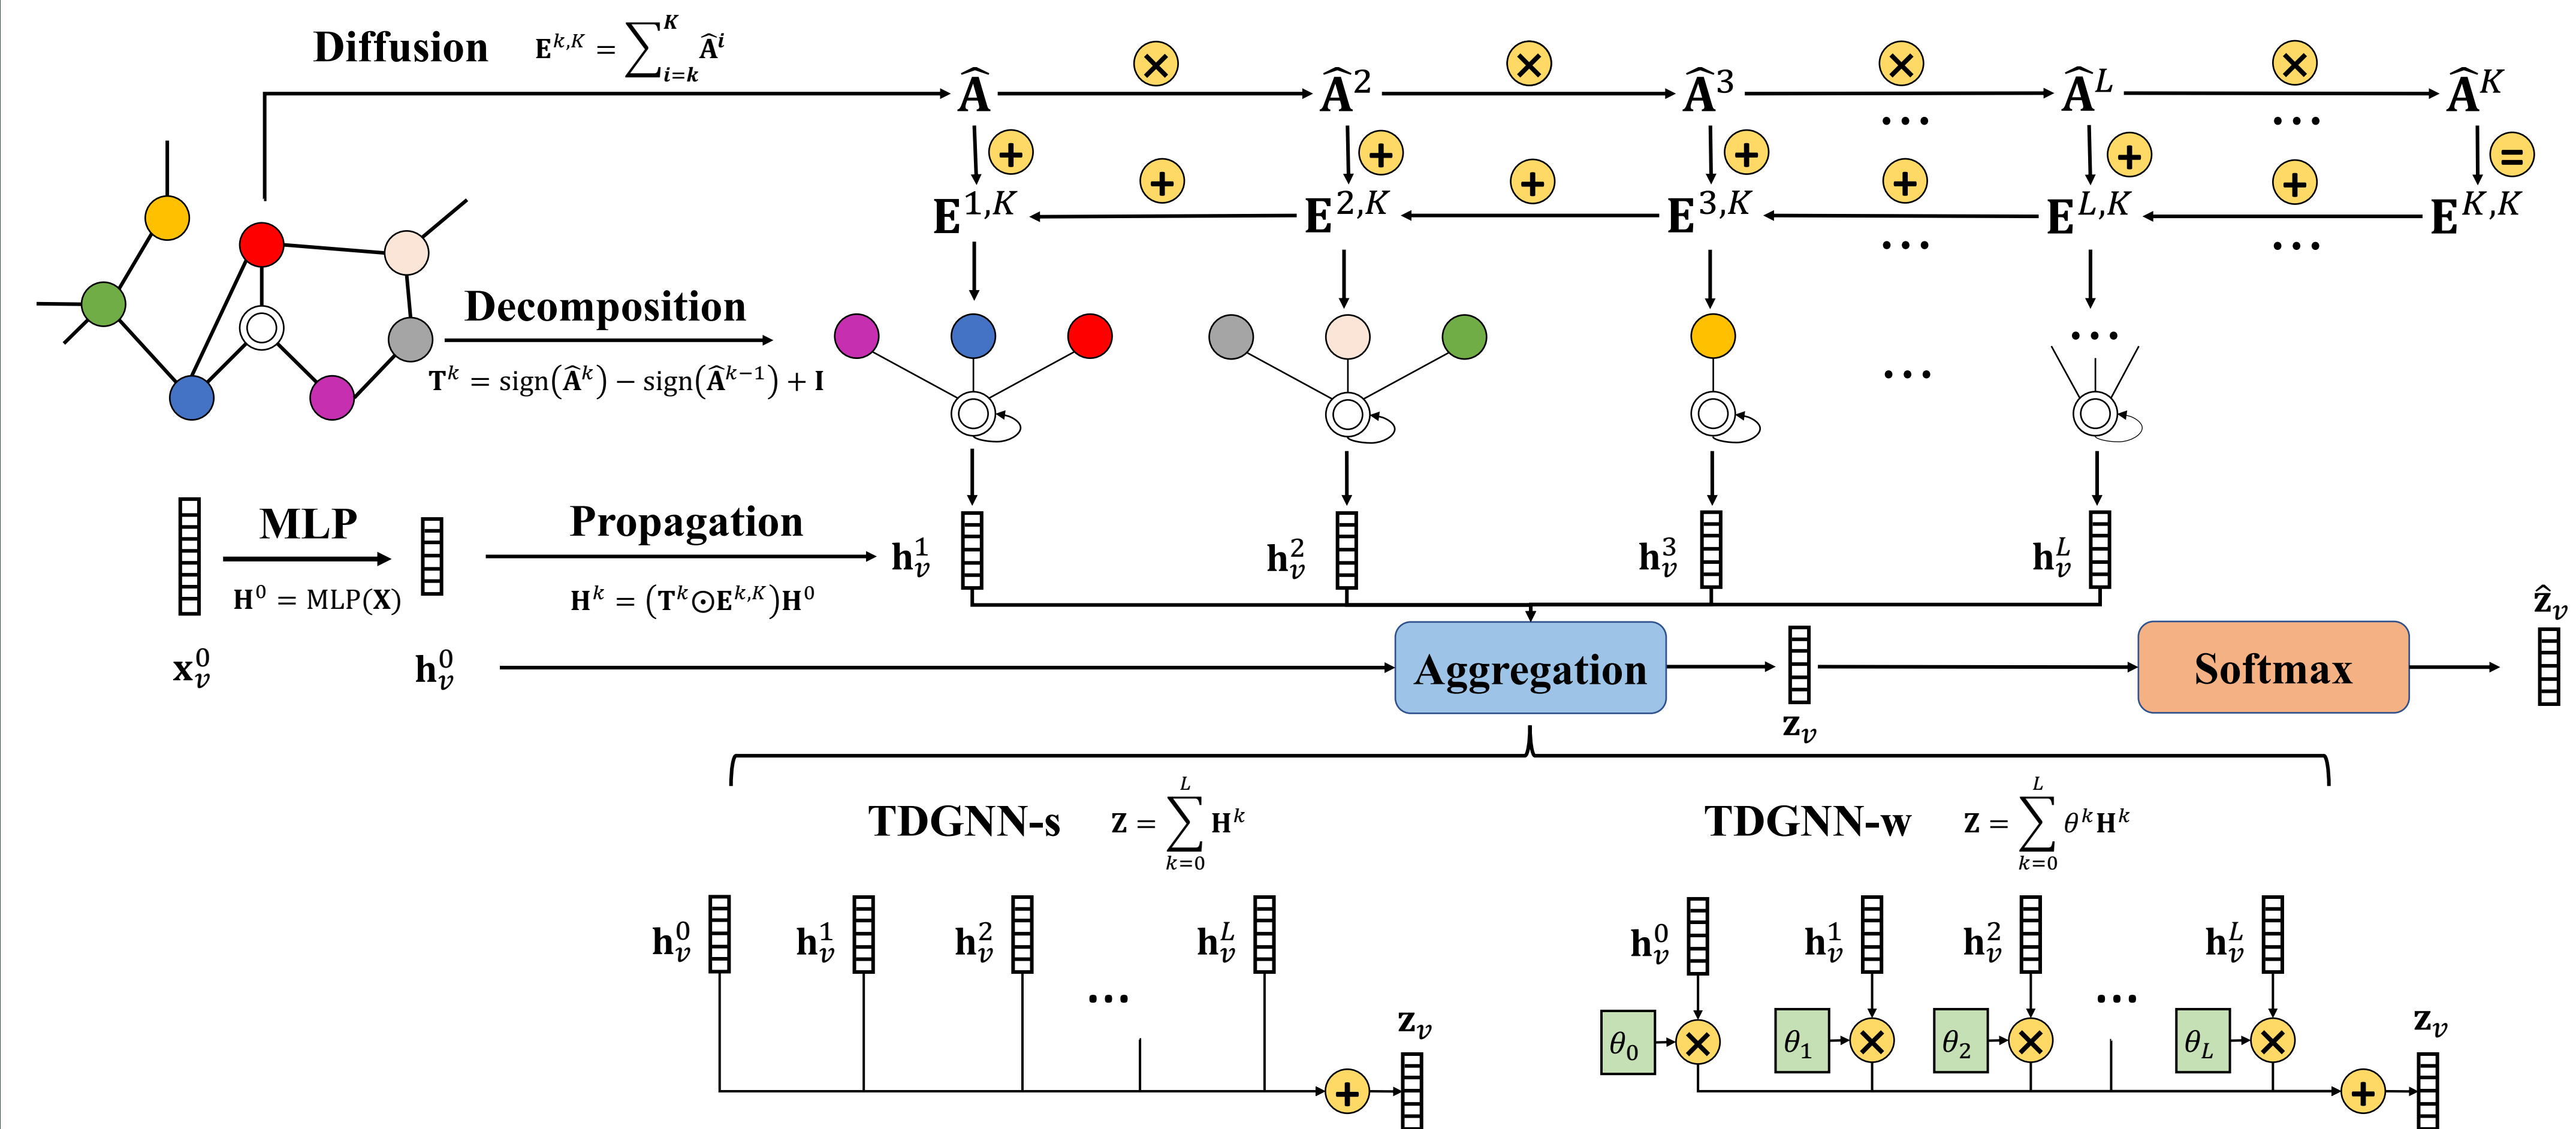 Diffusion E^{k,K} = ∑_{i=k}^{K} Â^i
Â Â² Â³ Â^L Â^K
⋯ ⋯
E^{1,K} E^{2,K} E^{3,K} E^{L,K} E^{K,K}
⋯ ⋯
Decomposition
T^k = sign(Â^k) − sign(Â^{k−1}) + I
⋯
⋯
MLP
H^0 = MLP(X)
Propagation
H^k = (T^k⊙E^{k,K})H^0
h_v^1 h_v^2 h_v^3 h_v^L
x_v^0 h_v^0
Aggregation
z_v
Softmax
ẑ_v
TDGNN-s Z = ∑_{k=0}^{L} H^k
TDGNN-w Z = ∑_{k=0}^{L} θ^k H^k
h_v^0 h_v^1 h_v^2 ⋯ h_v^L
z_v
h_v^0 h_v^1 h_v^2 ⋯ h_v^L
θ_0 θ_1 θ_2 θ_L
z_v